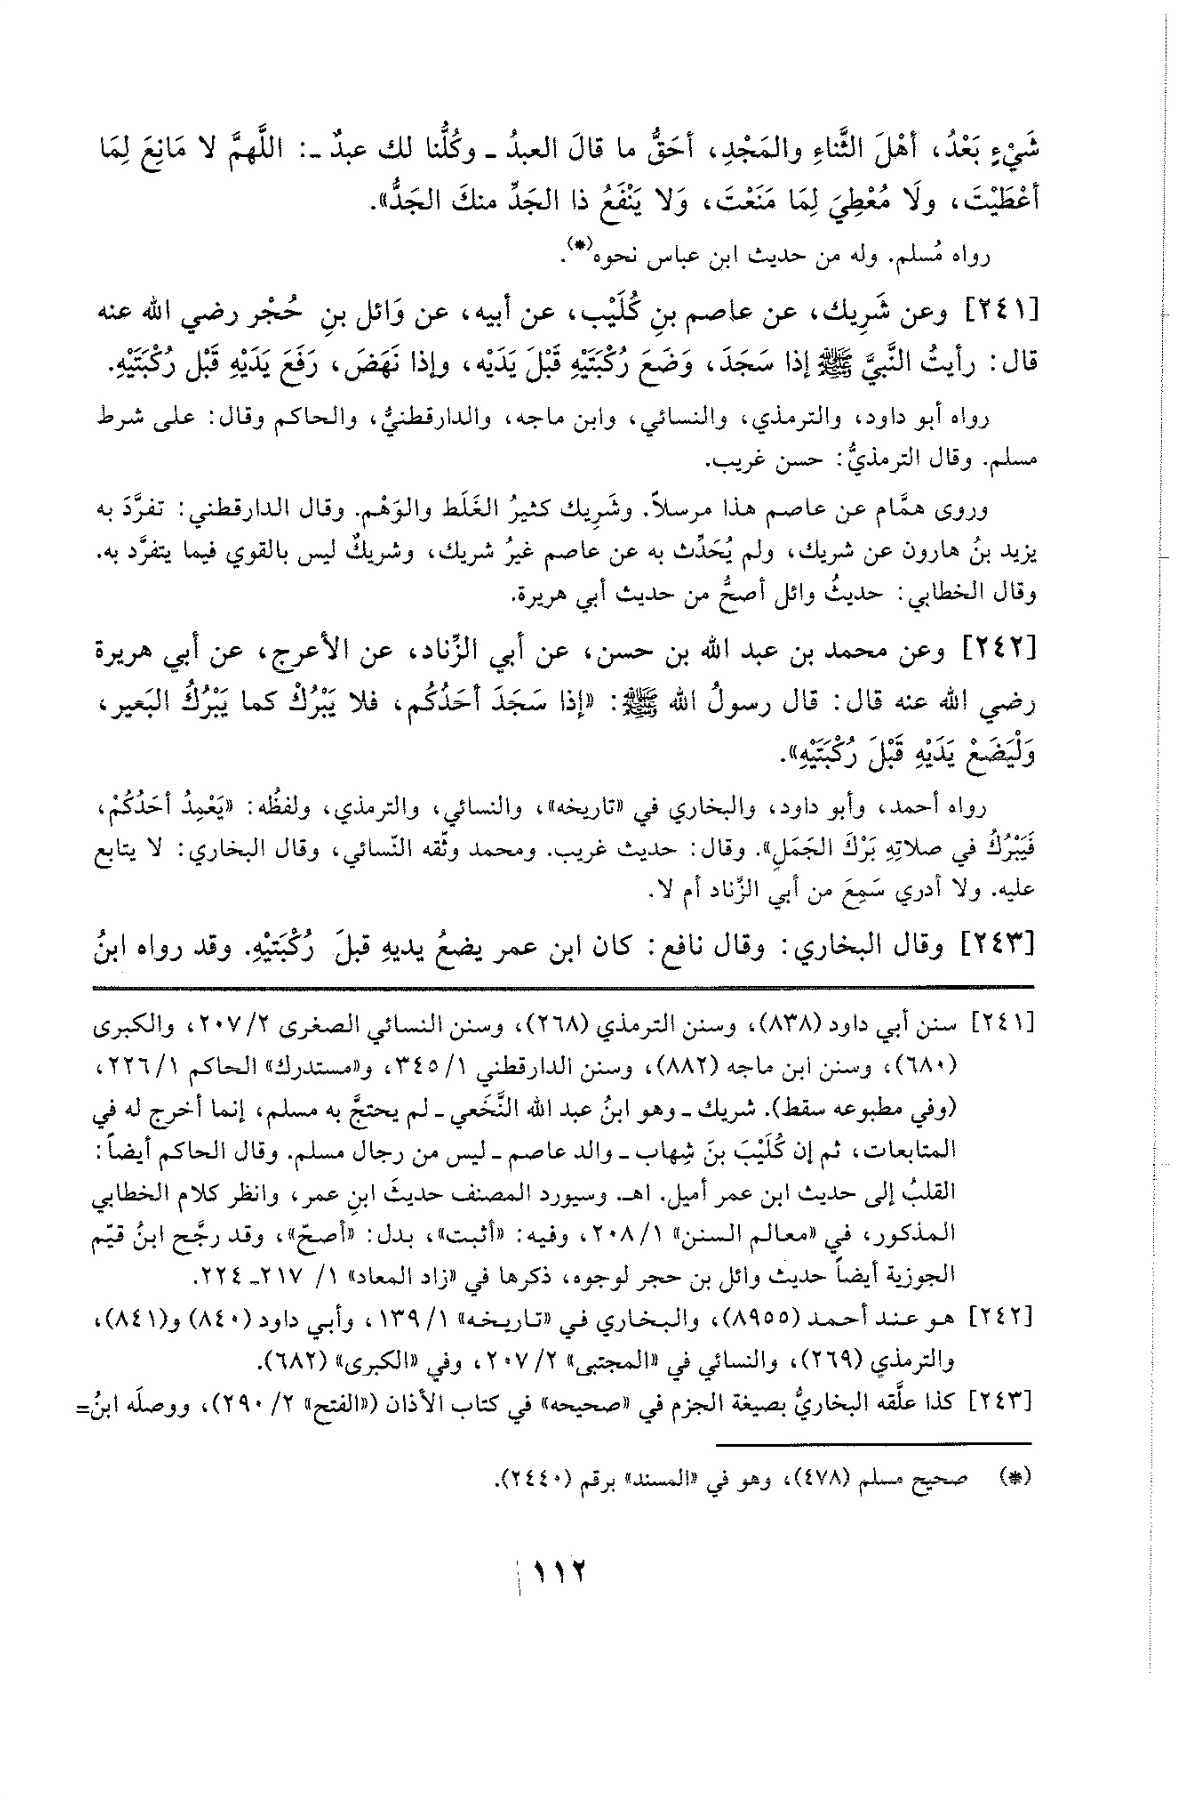 شَيْءٍ بَعْدُ، أهْلَ الثَّناءِ والمَجْدِ، أحَقُّ ما قالَ العبدُ ـ وكُلُّنا لك عبدٌ ـ: اللَّهمَّ لا مَانِعَ لِمَا
أعْطَيْتَ، ولَا مُعْطِيَ لِمَا مَنَعْتَ، وَلا يَنْفَعُ ذا الجَدِّ منكَ الجَدُّ».
رواه مُسلم. وله من حديث ابن عباس نحوه(*).
[٢٤١] وعن شَرِيك، عن عاصم بنِ كُلَيْب، عن أبيه، عن وَائل بنِ حُجْر رضي الله عنه
قال: رأيتُ النَّبيَّ ﷺ إذا سَجَدَ، وَضَعَ رُكْبَتَيْهِ قَبْلَ يَدَيْه، وإذا نَهَضَ، رَفَعَ يَدَيْهِ قَبْل رُكْبَتَيْهِ.
رواه أبو داود، والترمذي، والنسائي، وابن ماجه، والدارقطنيُّ، والحاكم وقال: على شرط
مسلم. وقال الترمذيُّ: حسن غريب.
وروى همَّام عن عاصم هذا مرسلاً. وشَرِيك كثيرُ الغَلَط والوَهْم. وقال الدارقطني: تفرَّدَ به
يزيد بنُ هارون عن شريك، ولم يُحَدِّث به عن عاصم غيرُ شريك، وشريكٌ ليس بالقوي فيما يتفرَّد به.
وقال الخطابي: حديثُ وائل أصحُّ من حديث أبي هريرة.
[٢٤٢] وعن محمد بن عبد الله بن حسن، عن أبي الزِّناد، عن الأعرج، عن أبي هريرة
رضي الله عنه قال: قال رسولُ الله ﷺ: «إذا سَجَدَ أحَدُكُم، فلا يَبْرُكْ كما يَبْرُكُ البَعير،
وَلْيَضَعْ يَدَيْهِ قَبْلَ رُكْبَتَيْهِ».
رواه أحمد، وأبو داود، والبخاري في «تاريخه»، والنسائي، والترمذي، ولفظُه: «يَعْمِدُ أحَدُكُمْ،
فَيَبْرُكُ في صلاتِهِ بَرْكَ الجَمَلِ». وقال: حديث غريب. ومحمد وثّقه النّسائي، وقال البخاري: لا يتابع
عليه. ولا أدري سَمِعَ من أبي الزِّناد أم لا.
[٢٤٣] وقال البخاري: وقال نافع: كان ابن عمر يضعُ يديهِ قبلَ رُكْبَتَيْهِ. وقد رواه ابنُ
[٢٤١] سنن أبي داود (٨٣٨)، وسنن الترمذي (٢٦٨)، وسنن النسائي الصغرى ٢/ ٢٠٧، والكبرى
(٦٨٠)، وسنن ابن ماجه (٨٨٢)، وسنن الدارقطني ١/ ٣٤٥، و«مستدرك» الحاكم ١/ ٢٢٦،
(وفي مطبوعه سقط). شريك ـ وهو ابنُ عبد الله النَّخَعي ـ لم يحتجَّ به مسلم، إنما أخرج له في
المتابعات، ثم إن كُلَيْبَ بنَ شِهاب ـ والد عاصم ـ ليس من رجال مسلم. وقال الحاكم أيضاً:
القلبُ إلى حديث ابن عمر أميل. اهـ. وسيورد المصنف حديثَ ابنِ عمر، وانظر كلام الخطابي
المذكور، في «معالم السنن» ١/ ٢٠٨، وفيه: «أثبت»، بدل: «أصحّ»، وقد رجَّح ابنُ قيّم
الجوزية أيضاً حديث وائل بن حجر لوجوه، ذكرها في «زاد المعاد» ١/ ٢١٧ـ ٢٢٤.
[٢٤٢] هو عند أحمد (٨٩٥٥)، والبخاري في «تاريخه» ١/ ١٣٩، وأبي داود (٨٤٠) و(٨٤١)،
والترمذي (٢٦٩)، والنسائي في «المجتبى» ٢/ ٢٠٧، وفي «الكبرى» (٦٨٢).
[٢٤٣] كذا علَّقه البخاريُّ بصيغة الجزم في «صحيحه» في كتاب الأذان («الفتح» ٢/ ٢٩٠)، ووصلَه ابنُ=
(*) صحيح مسلم (٤٧٨)، وهو في «المسند» برقم (٢٤٤٠).
١١٢